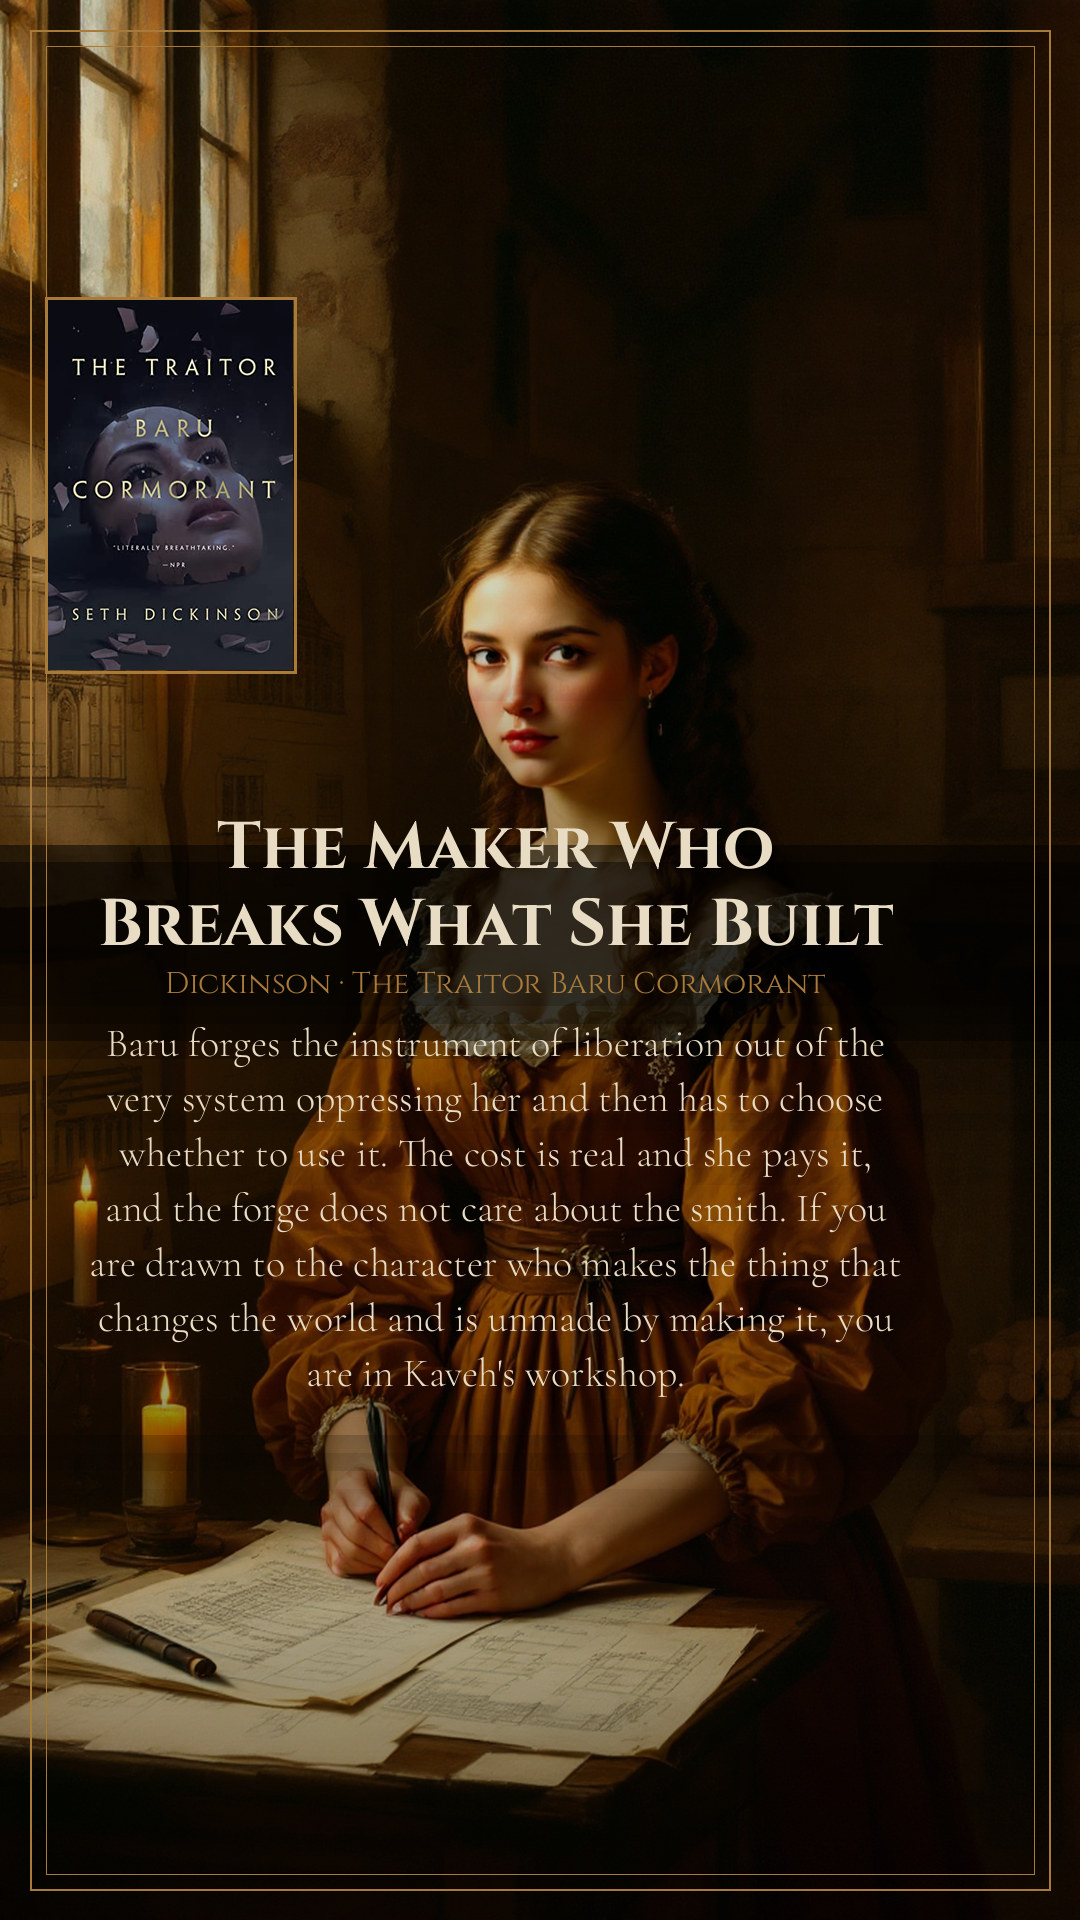 THE TRAITOR
BARU
CORMORANT
"LITERALLY BREATHTAKING."
—NPR
SETH DICKINSON
The Maker Who
Breaks What She Built
Dickinson · The Traitor Baru Cormorant
Baru forges the instrument of liberation out of the
very system oppressing her and then has to choose
whether to use it. The cost is real and she pays it,
and the forge does not care about the smith. If you
are drawn to the character who makes the thing that
changes the world and is unmade by making it, you
are in Kaveh's workshop.